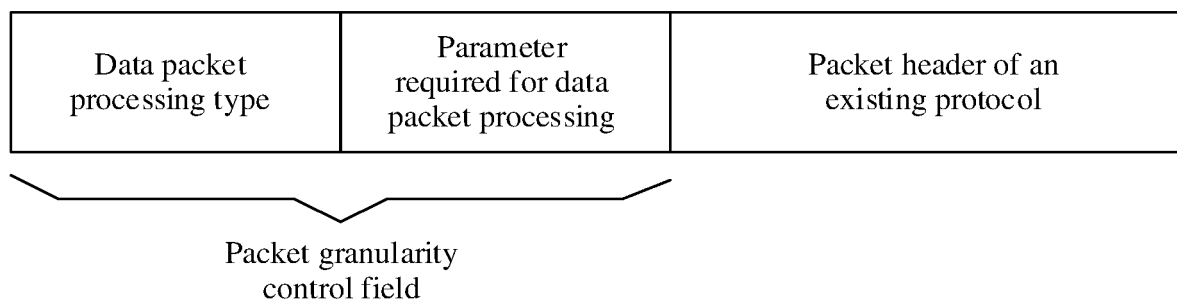 Data packet
processing type
Parameter
required for data
packet processing
Packet header of an
existing protocol
Packet granularity
control field